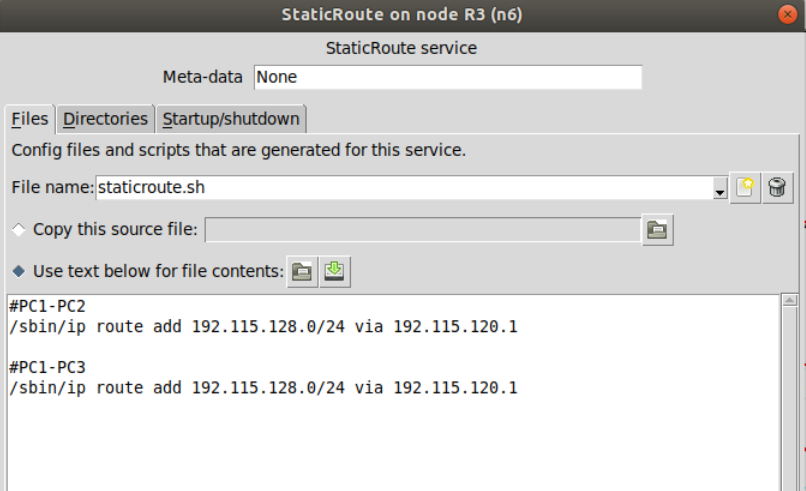 StaticRoute on node R3 (n6)
StaticRoute service
Meta-data None
Files Directories Startup/shutdown
Config files and scripts that are generated for this service.
File name: staticroute.sh
Copy this source file:
Use text below for file contents:
#PC1-PC2
/sbin/ip route add 192.115.128.0/24 via 192.115.120.1
#PC1-PC3
/sbin/ip route add 192.115.128.0/24 via 192.115.120.1